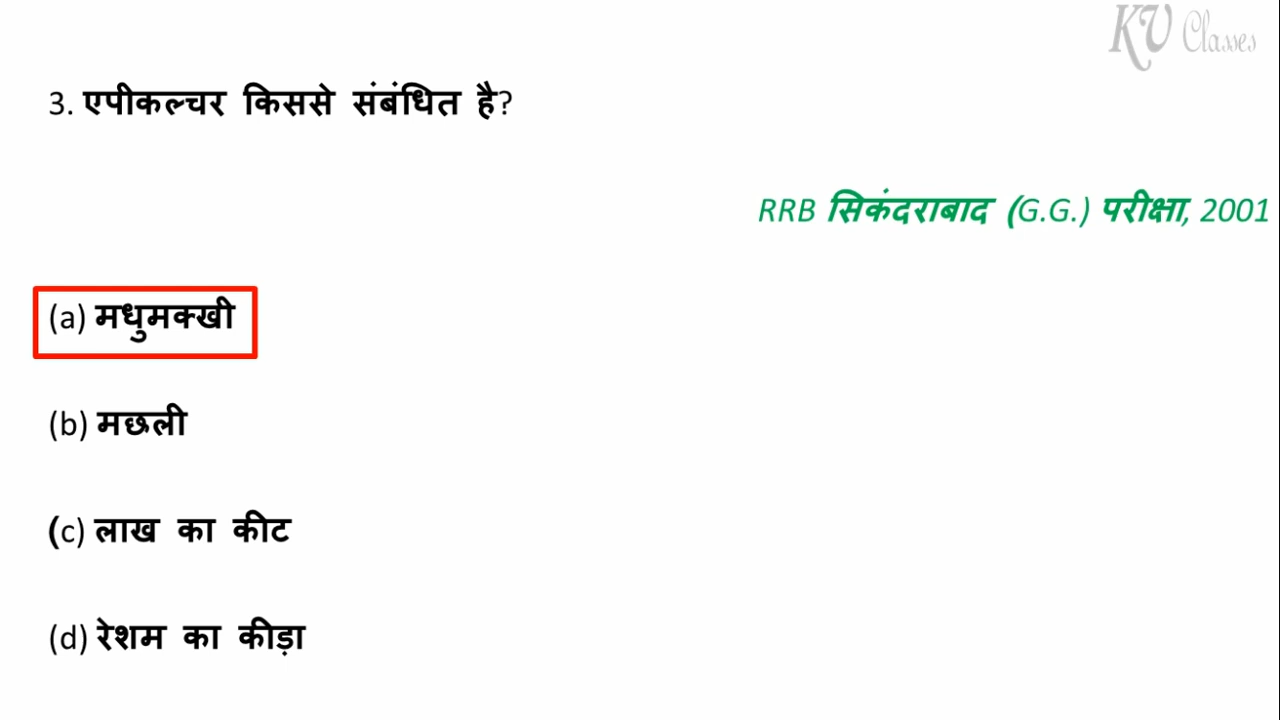 KV Classes
3. एपीकल्चर किससे संबंधित है?
RRB सिकंदराबाद (G.G.) परीक्षा, 2001
(a) मधुमक्खी
(b) मछली
(c) लाख का कीट
(d) रेशम का कीड़ा